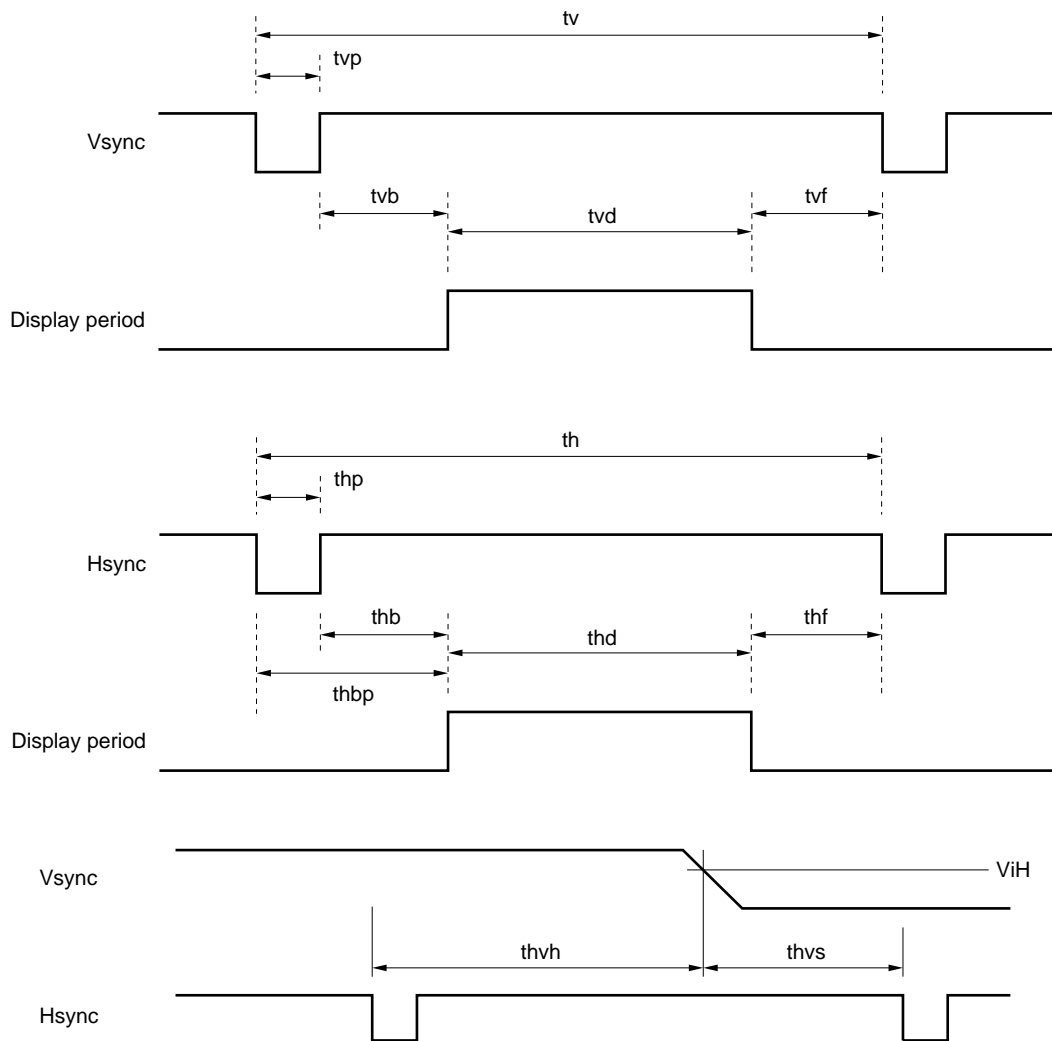 tv
tvp
Vsync
tvb
tvd
tvf
Display period
th
thp
Hsync
thb
thd
thf
thbp
Display period
Vsync
ViH
thvh
thvs
Hsync